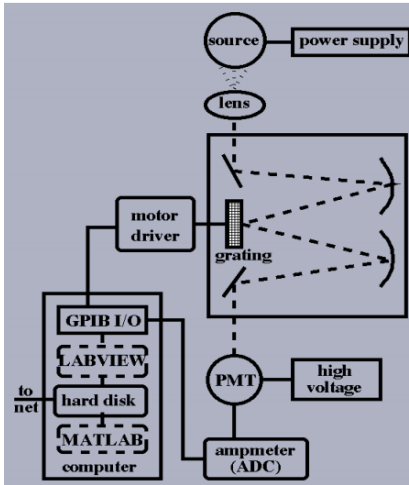 source
power supply
lens
motor
driver
grating
GPIB I/O
LABVIEW
to
net
hard disk
MATLAB
computer
PMT
high
voltage
ampmeter
(ADC)